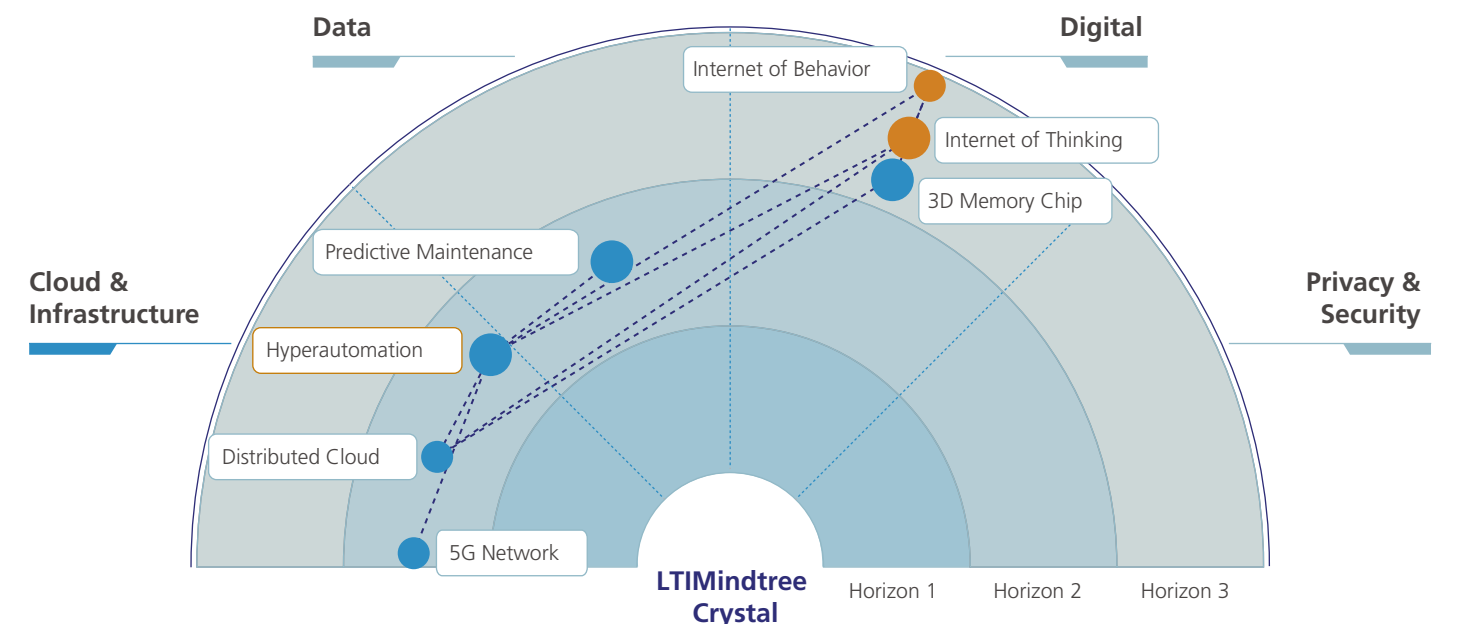 Data
Digital
Internet of Behavior
Internet of Thinking
3D Memory Chip
Predictive Maintenance
Cloud &
Infrastructure
Privacy &
Security
Hyperautomation
Distributed Cloud
5G Network
LTIMindtree
Crystal
Horizon 1
Horizon 2
Horizon 3